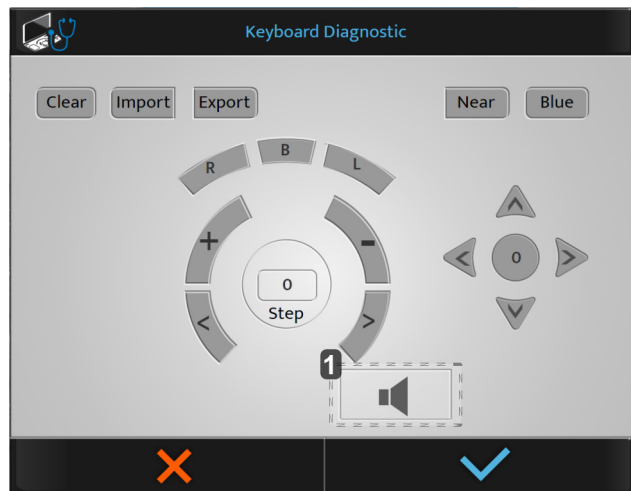 Keyboard Diagnostic
Clear Import Export Near Blue
R B L
+ -
0
0
Step
< >
1